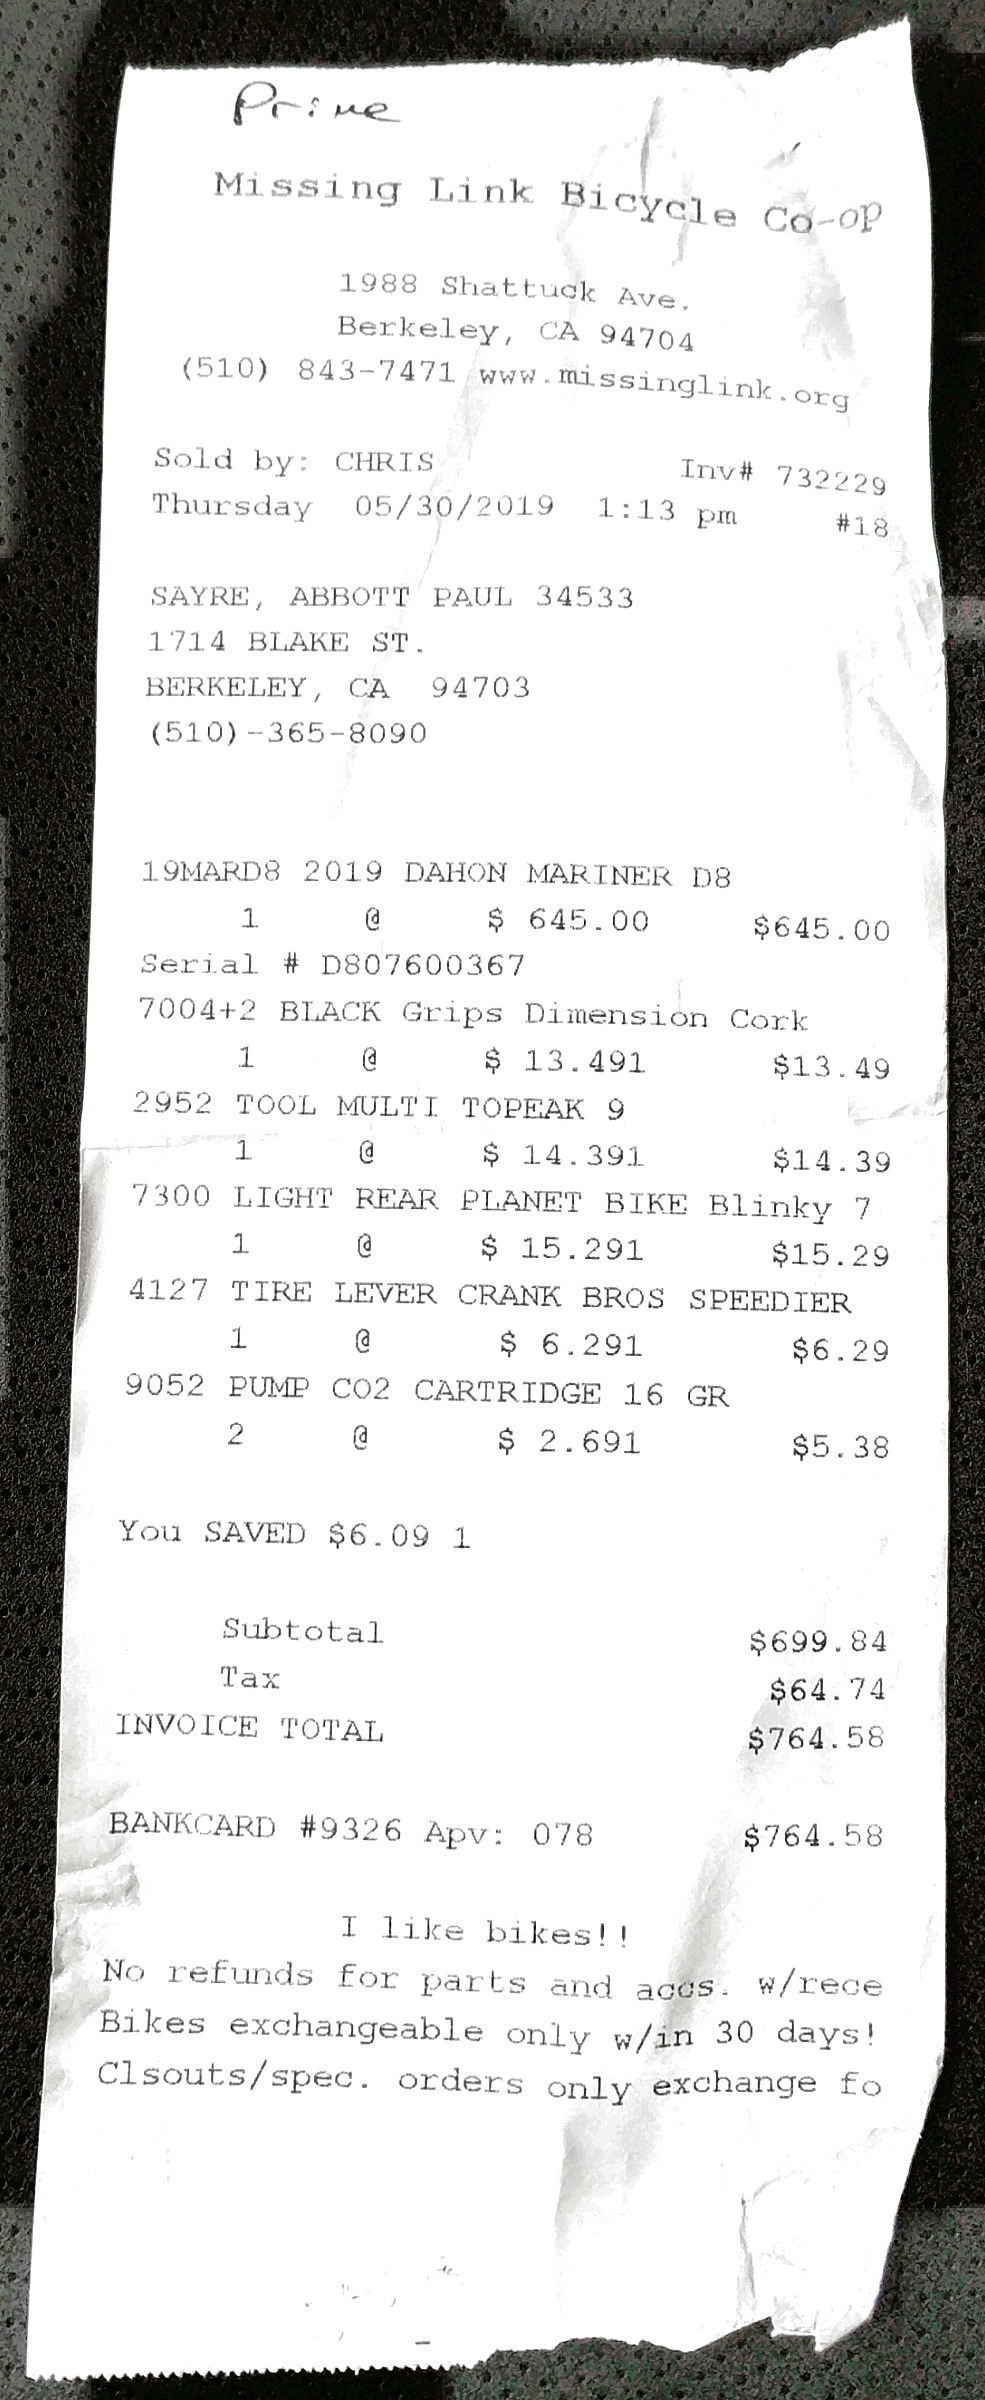 Prime
Missing Link Bicycle Co-op
1988 Shattuck Ave.
Berkeley, CA 94704
(510) 843-7471 www.missinglink.org
Sold by: CHRIS Inv# 732229
Thursday 05/30/2019 1:13 pm #18
SAYRE, ABBOTT PAUL 34533
1714 BLAKE ST.
BERKELEY, CA 94703
(510)-365-8090
19MARD8 2019 DAHON MARINER D8
1 @ $ 645.00 $645.00
Serial # D807600367
7004+2 BLACK Grips Dimension Cork
1 @ $ 13.491 $13.49
2952 TOOL MULTI TOPEAK 9
1 @ $ 14.391 $14.39
7300 LIGHT REAR PLANET BIKE Blinky 7
1 @ $ 15.291 $15.29
4127 TIRE LEVER CRANK BROS SPEEDIER
1 @ $ 6.291 $6.29
9052 PUMP CO2 CARTRIDGE 16 GR
2 @ $ 2.691 $5.38
You SAVED $6.09 1
Subtotal $699.84
Tax $64.74
INVOICE TOTAL $764.58
BANKCARD #9326 Apv: 078 $764.58
I like bikes!!
No refunds for parts and accs. w/rece
Bikes exchangeable only w/in 30 days!
Clsouts/spec. orders only exchange fo